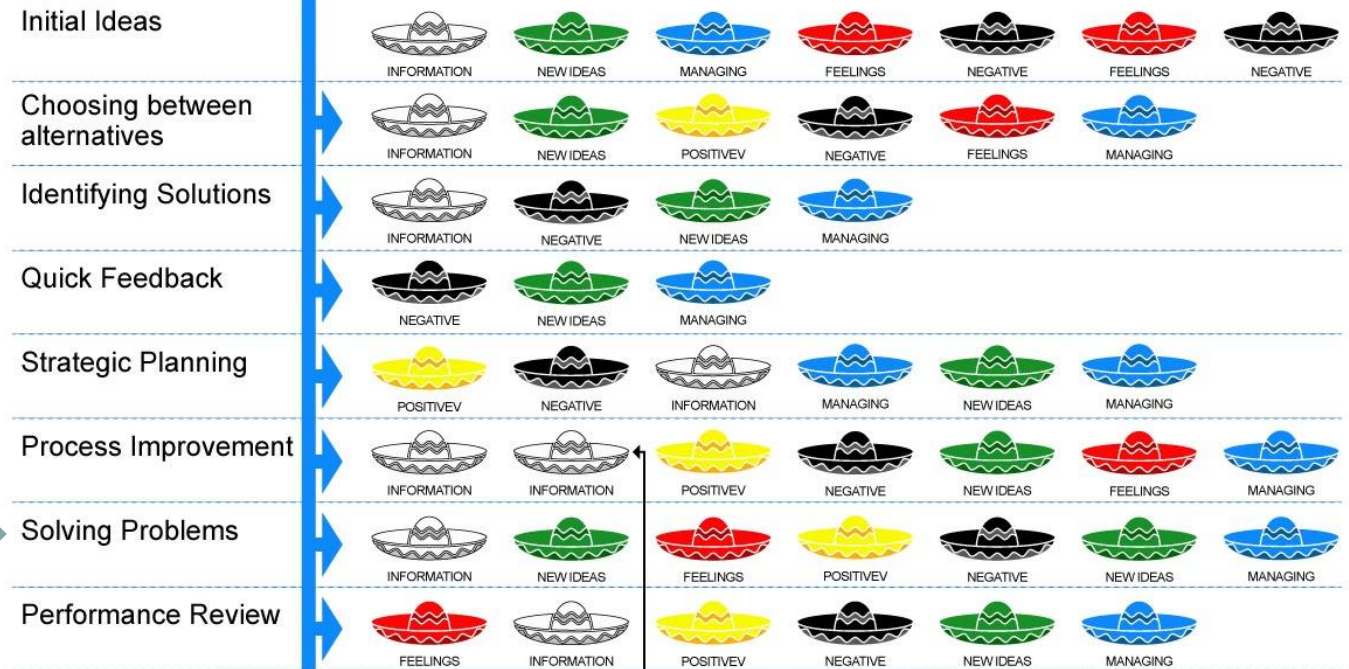 Initial Ideas
INFORMATION NEW IDEAS MANAGING FEELINGS NEGATIVE FEELINGS NEGATIVE
Choosing between
alternatives
INFORMATION NEW IDEAS POSITIVEV NEGATIVE FEELINGS MANAGING
Identifying Solutions
INFORMATION NEGATIVE NEW IDEAS MANAGING
Quick Feedback
NEGATIVE NEW IDEAS MANAGING
Strategic Planning
POSITIVEV NEGATIVE INFORMATION MANAGING NEW IDEAS MANAGING
Process Improvement
INFORMATION INFORMATION POSITIVEV NEGATIVE NEW IDEAS FEELINGS MANAGING
Solving Problems
INFORMATION NEW IDEAS FEELINGS POSITIVEV NEGATIVE NEW IDEAS MANAGING
Performance Review
FEELINGS INFORMATION POSITIVEV NEGATIVE NEW IDEAS MANAGING